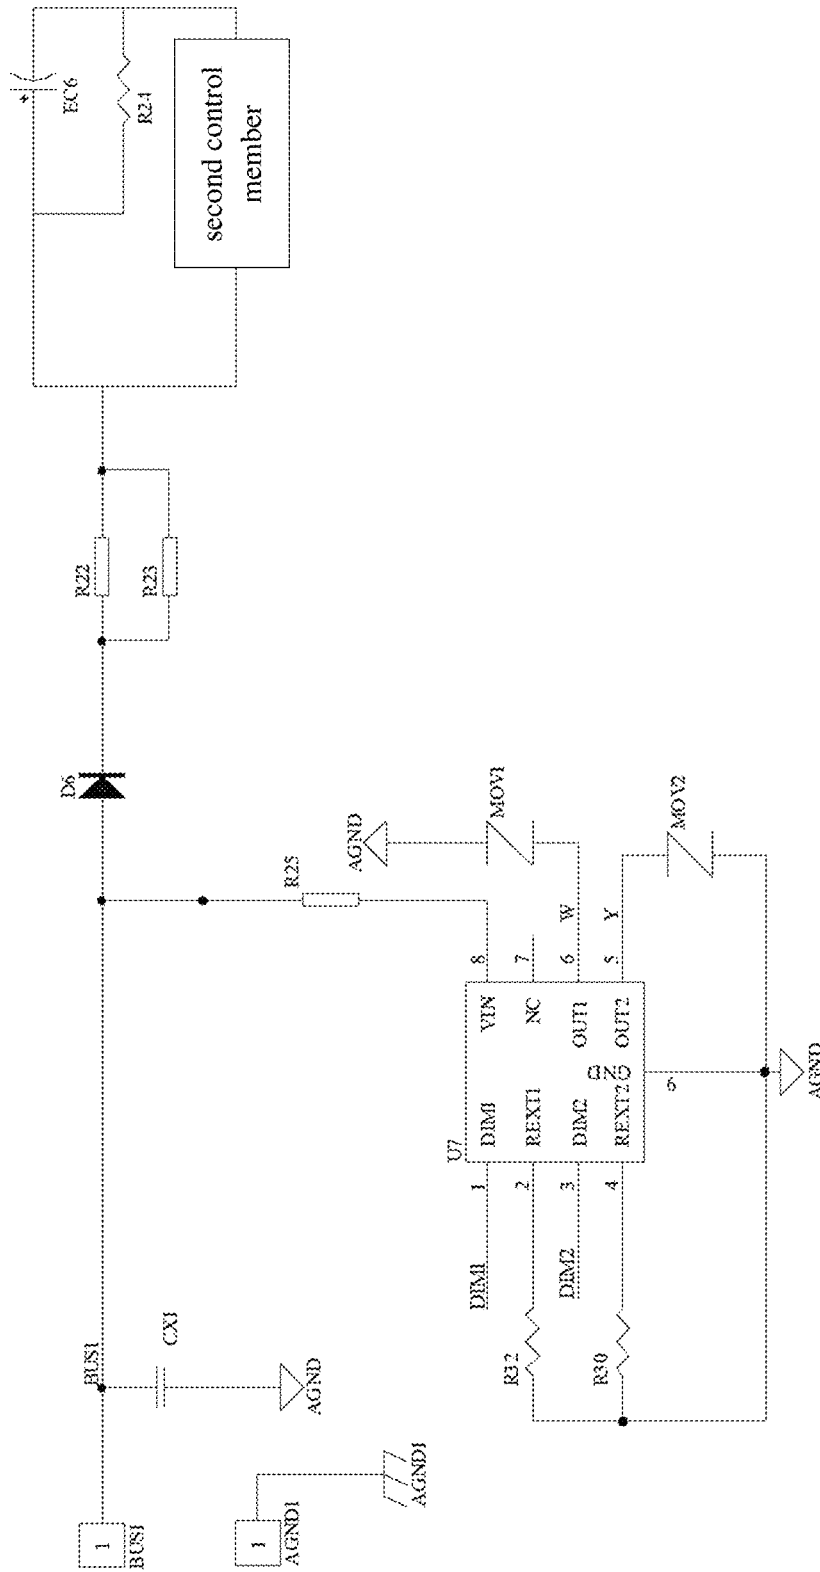 EC6
R24
second control
member
R22
R23
D6
R25
AGND
MOV1
MOV2
W
Y
8
7
6
5
VIN
NC
OUT1
OUT2
GND
U7
DIM1
REXT1
DIM2
REXT2
9
AGND
1
2
3
4
DIM1
DIM2
R32
R30
BUS1
CX1
AGND
1
BUS1
1
AGND1
AGND1